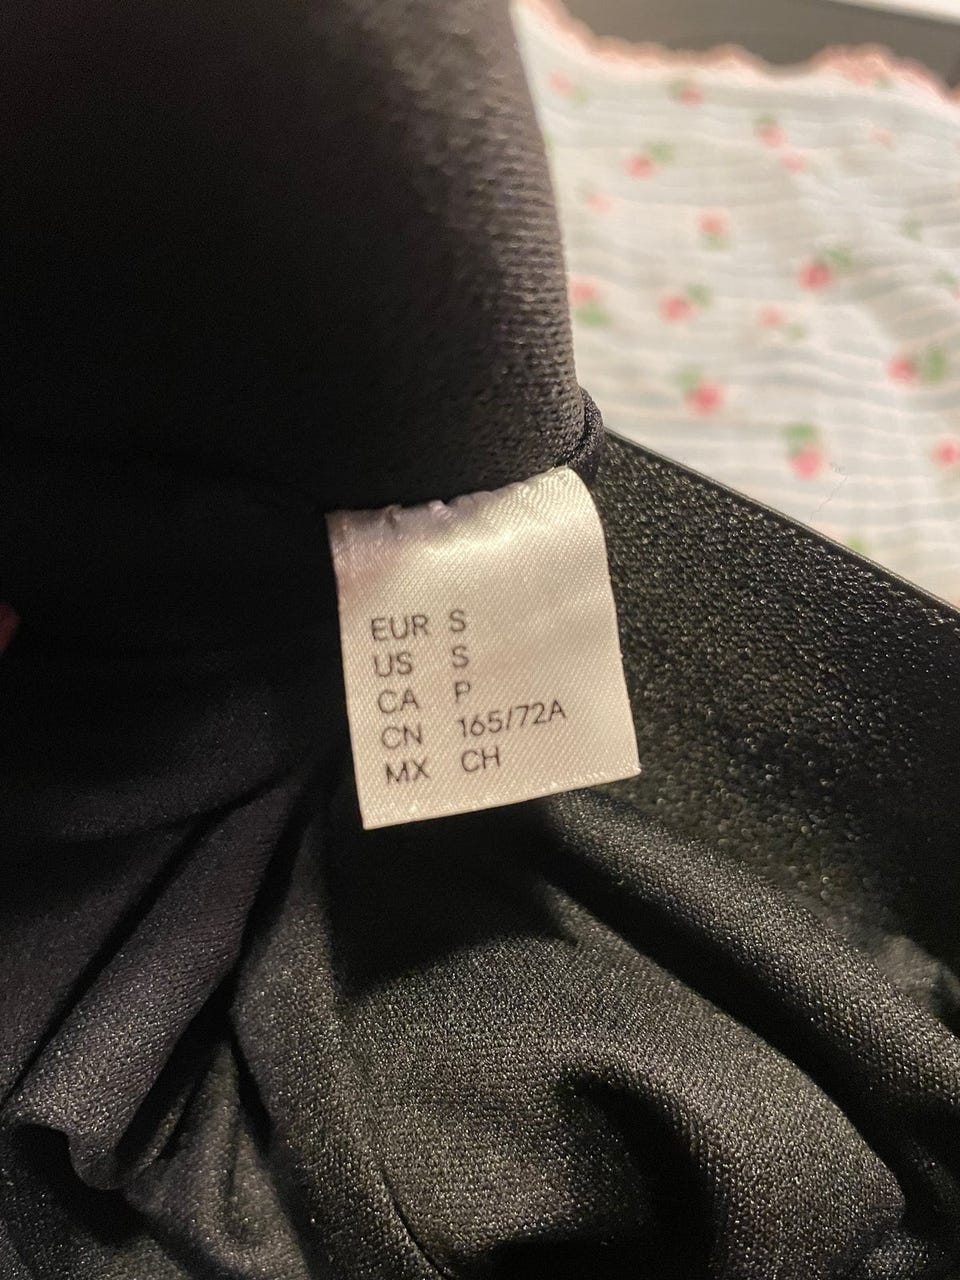 EUR S
US S
CA P
CN 165/72A
MX CH